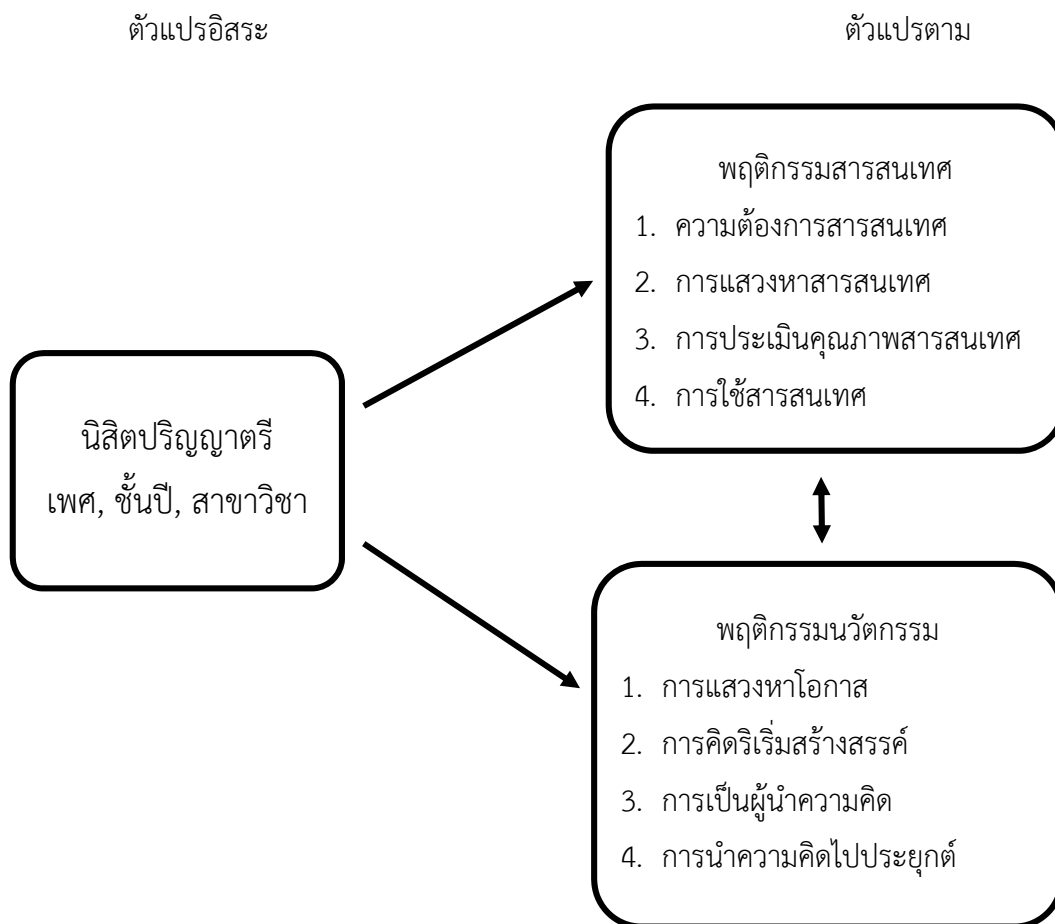 ตัวแปรอิสระ
ตัวแปรตาม
พฤติกรรมสารสนเทศ
1. ความต้องการสารสนเทศ
2. การแสวงหาสารสนเทศ
3. การประเมินคุณภาพสารสนเทศ
4. การใช้สารสนเทศ
นิสิตปริญญาตรี
เพศ, ชั้นปี, สาขาวิชา
พฤติกรรมนวัตกรรม
1. การแสวงหาโอกาส
2. การคิดริเริ่มสร้างสรรค์
3. การเป็นผู้นำความคิด
4. การนำความคิดไปประยุกต์